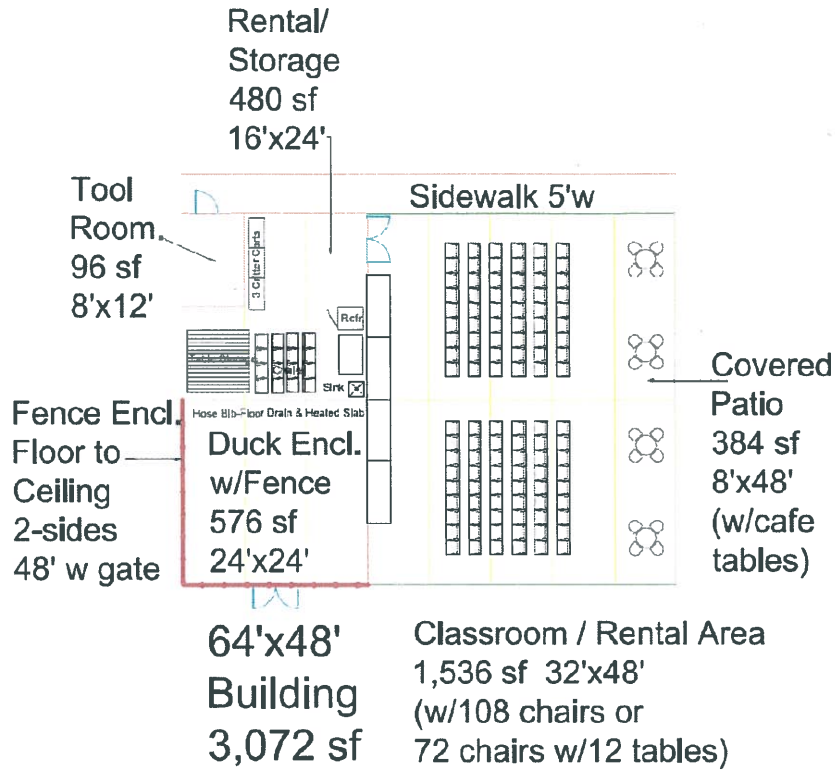 Rental/
Storage
480 sf
16'x24'
Tool
Room
96 sf
8'x12'
Sidewalk 5'w
3 Critter Carts
Refr.
Sink
Hose Bib-Floor Drain & Heated Slab
Fence Encl.
Floor to
Ceiling
2-sides
48' w gate
Duck Encl.
w/Fence
576 sf
24'x24'
Covered
Patio
384 sf
8'x48'
(w/cafe
tables)
64'x48'
Building
3,072 sf
Classroom / Rental Area
1,536 sf 32'x48'
(w/108 chairs or
72 chairs w/12 tables)